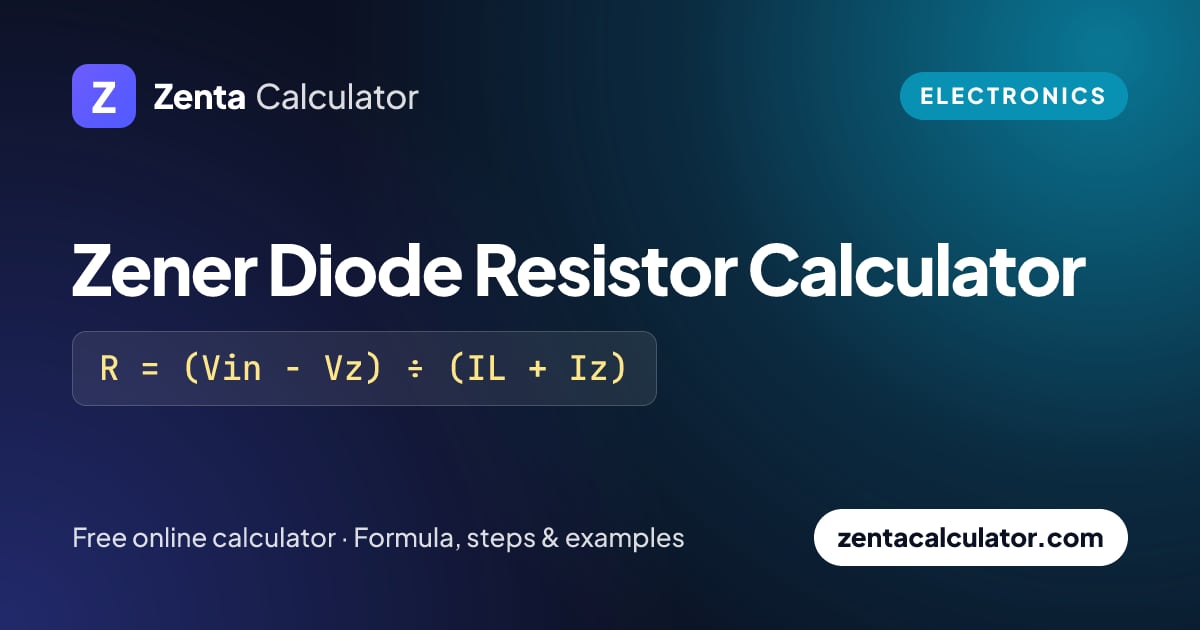 Z
Zenta Calculator
ELECTRONICS
Zener Diode Resistor Calculator
R = (Vin - Vz) ÷ (IL + Iz)
Free online calculator · Formula, steps & examples
zentacalculator.com